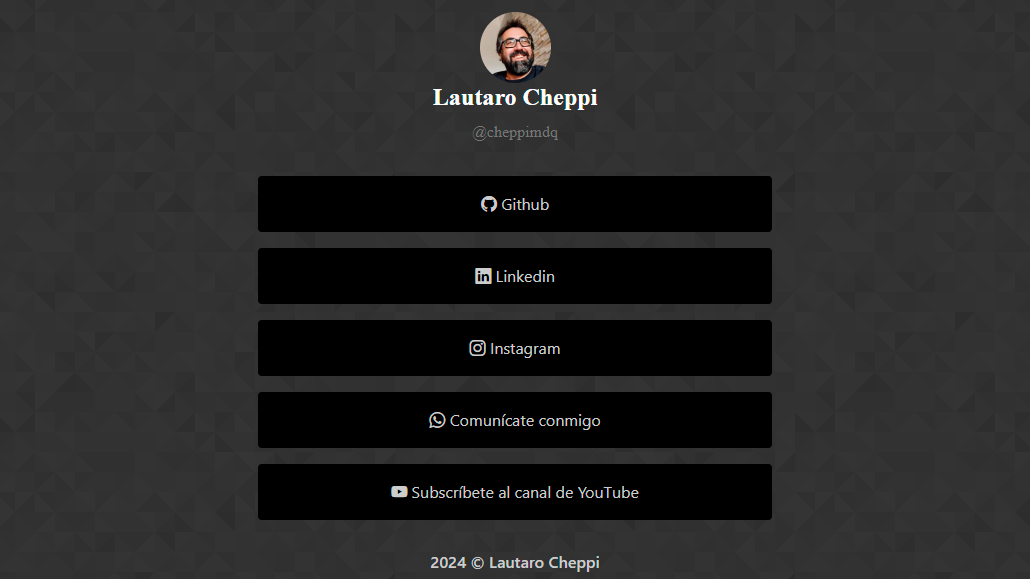 Lautaro Cheppi
@cheppimdq
Github
Linkedin
Instagram
Comunícate conmigo
Subscríbete al canal de YouTube
2024 © Lautaro Cheppi